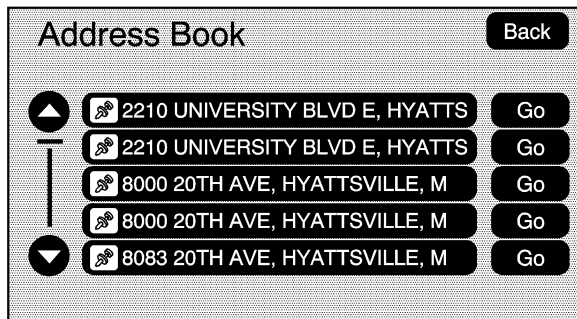 Address Book
Back
2210 UNIVERSITY BLVD E, HYATTS
Go
2210 UNIVERSITY BLVD E, HYATTS
Go
8000 20TH AVE, HYATTSVILLE, M
Go
8000 20TH AVE, HYATTSVILLE, M
Go
8083 20TH AVE, HYATTSVILLE, M
Go